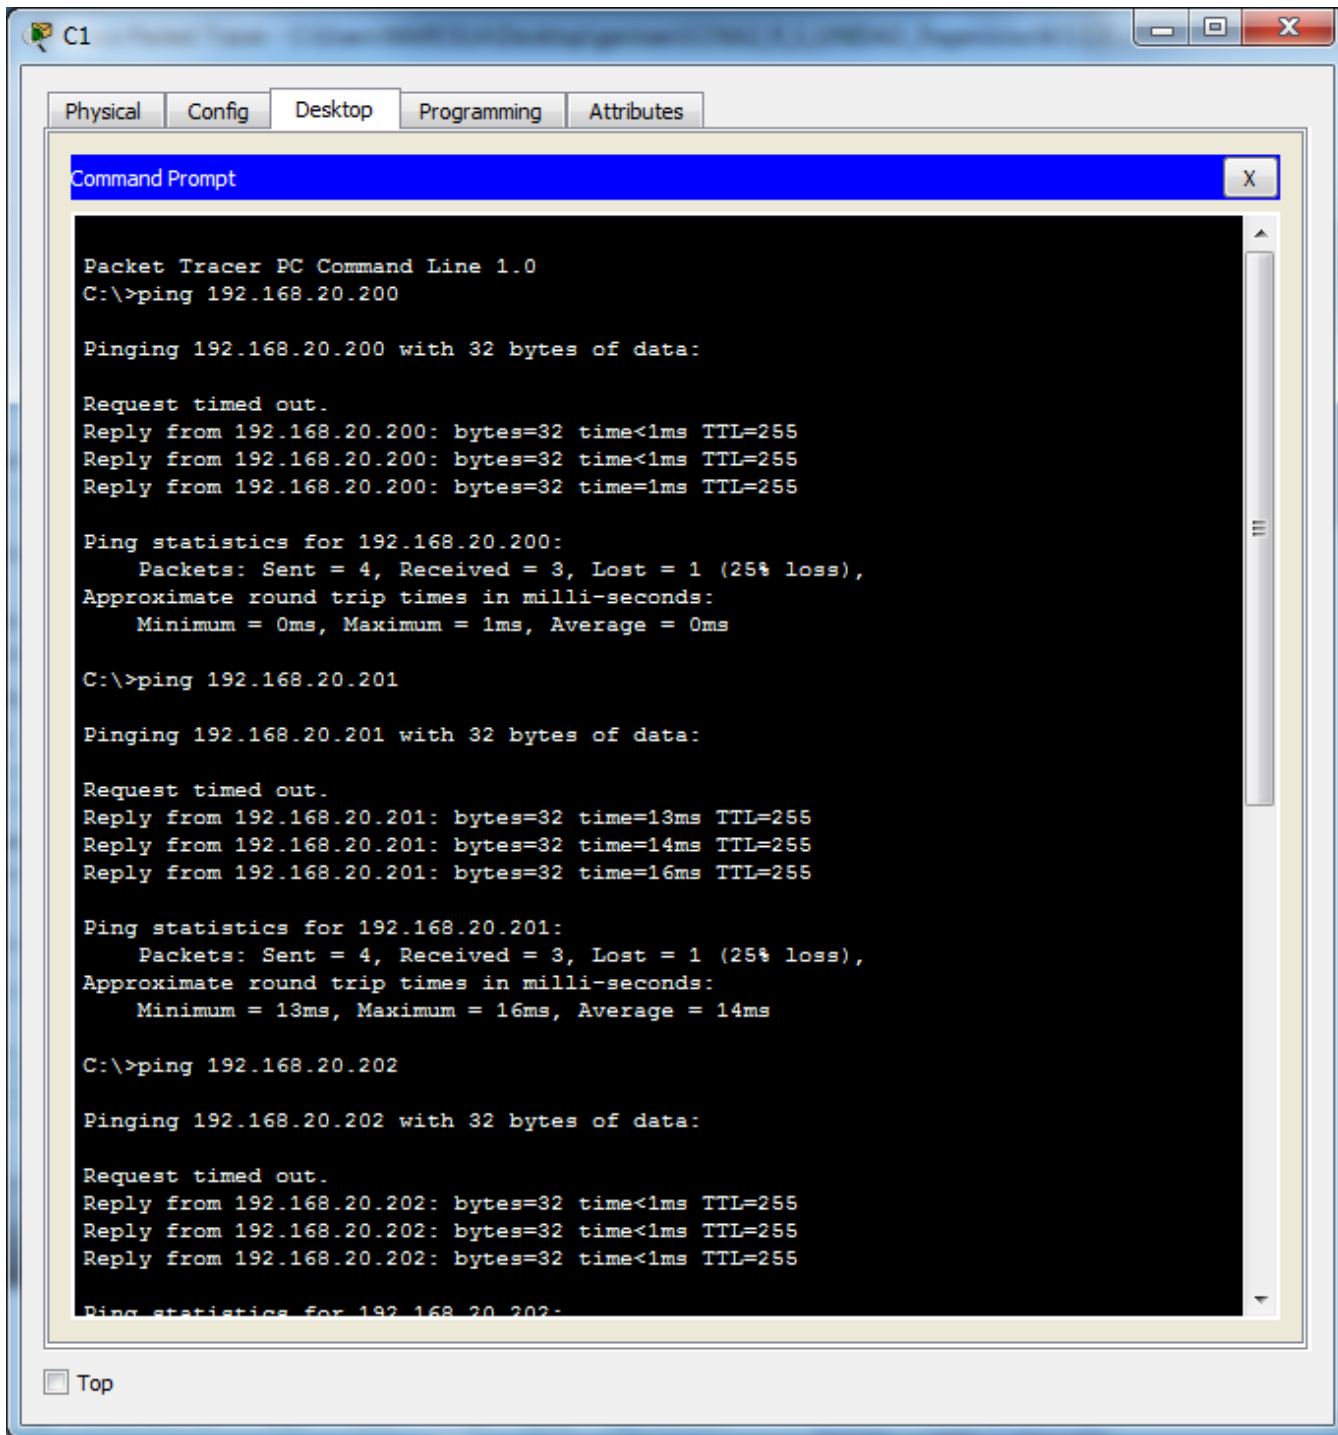 C1
Physical Config Desktop Programming Attributes
Command Prompt X
Packet Tracer PC Command Line 1.0
C:\>ping 192.168.20.200
Pinging 192.168.20.200 with 32 bytes of data:
Request timed out.
Reply from 192.168.20.200: bytes=32 time<1ms TTL=255
Reply from 192.168.20.200: bytes=32 time<1ms TTL=255
Reply from 192.168.20.200: bytes=32 time=1ms TTL=255
Ping statistics for 192.168.20.200:
Packets: Sent = 4, Received = 3, Lost = 1 (25% loss),
Approximate round trip times in milli-seconds:
Minimum = 0ms, Maximum = 1ms, Average = 0ms
C:\>ping 192.168.20.201
Pinging 192.168.20.201 with 32 bytes of data:
Request timed out.
Reply from 192.168.20.201: bytes=32 time=13ms TTL=255
Reply from 192.168.20.201: bytes=32 time=14ms TTL=255
Reply from 192.168.20.201: bytes=32 time=16ms TTL=255
Ping statistics for 192.168.20.201:
Packets: Sent = 4, Received = 3, Lost = 1 (25% loss),
Approximate round trip times in milli-seconds:
Minimum = 13ms, Maximum = 16ms, Average = 14ms
C:\>ping 192.168.20.202
Pinging 192.168.20.202 with 32 bytes of data:
Request timed out.
Reply from 192.168.20.202: bytes=32 time<1ms TTL=255
Reply from 192.168.20.202: bytes=32 time<1ms TTL=255
Reply from 192.168.20.202: bytes=32 time<1ms TTL=255
Ping statistics for 192.168.20.202:
Top